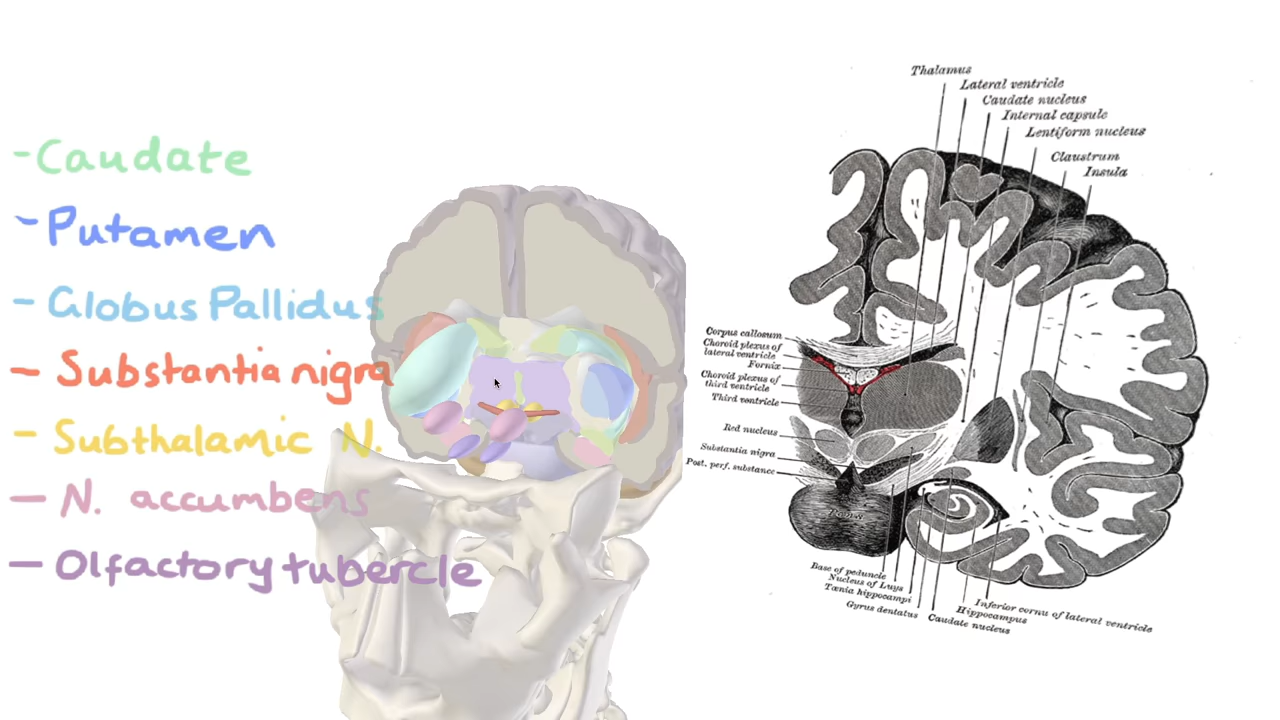 - Caudate
- Putamen
- Globus Pallidus
- Substantia nigra
- Subthalamic N.
- N. accumbens
- Olfactory tubercle
Thalamus
Lateral ventricle
Caudate nucleus
Internal capsule
Lentiform nucleus
Claustrum
Insula
Corpus callosum
Choroid plexus of
lateral ventricle
Fornix
Choroid plexus of
third ventricle
Third ventricle
Red nucleus
Substantia nigra
Post. perf. substance
Pons
Base of peduncle
Nucleus of Luys
Tænia hippocampi
Gyrus dentatus
Caudate nucleus
Hippocampus
Inferior cornu of lateral ventricle